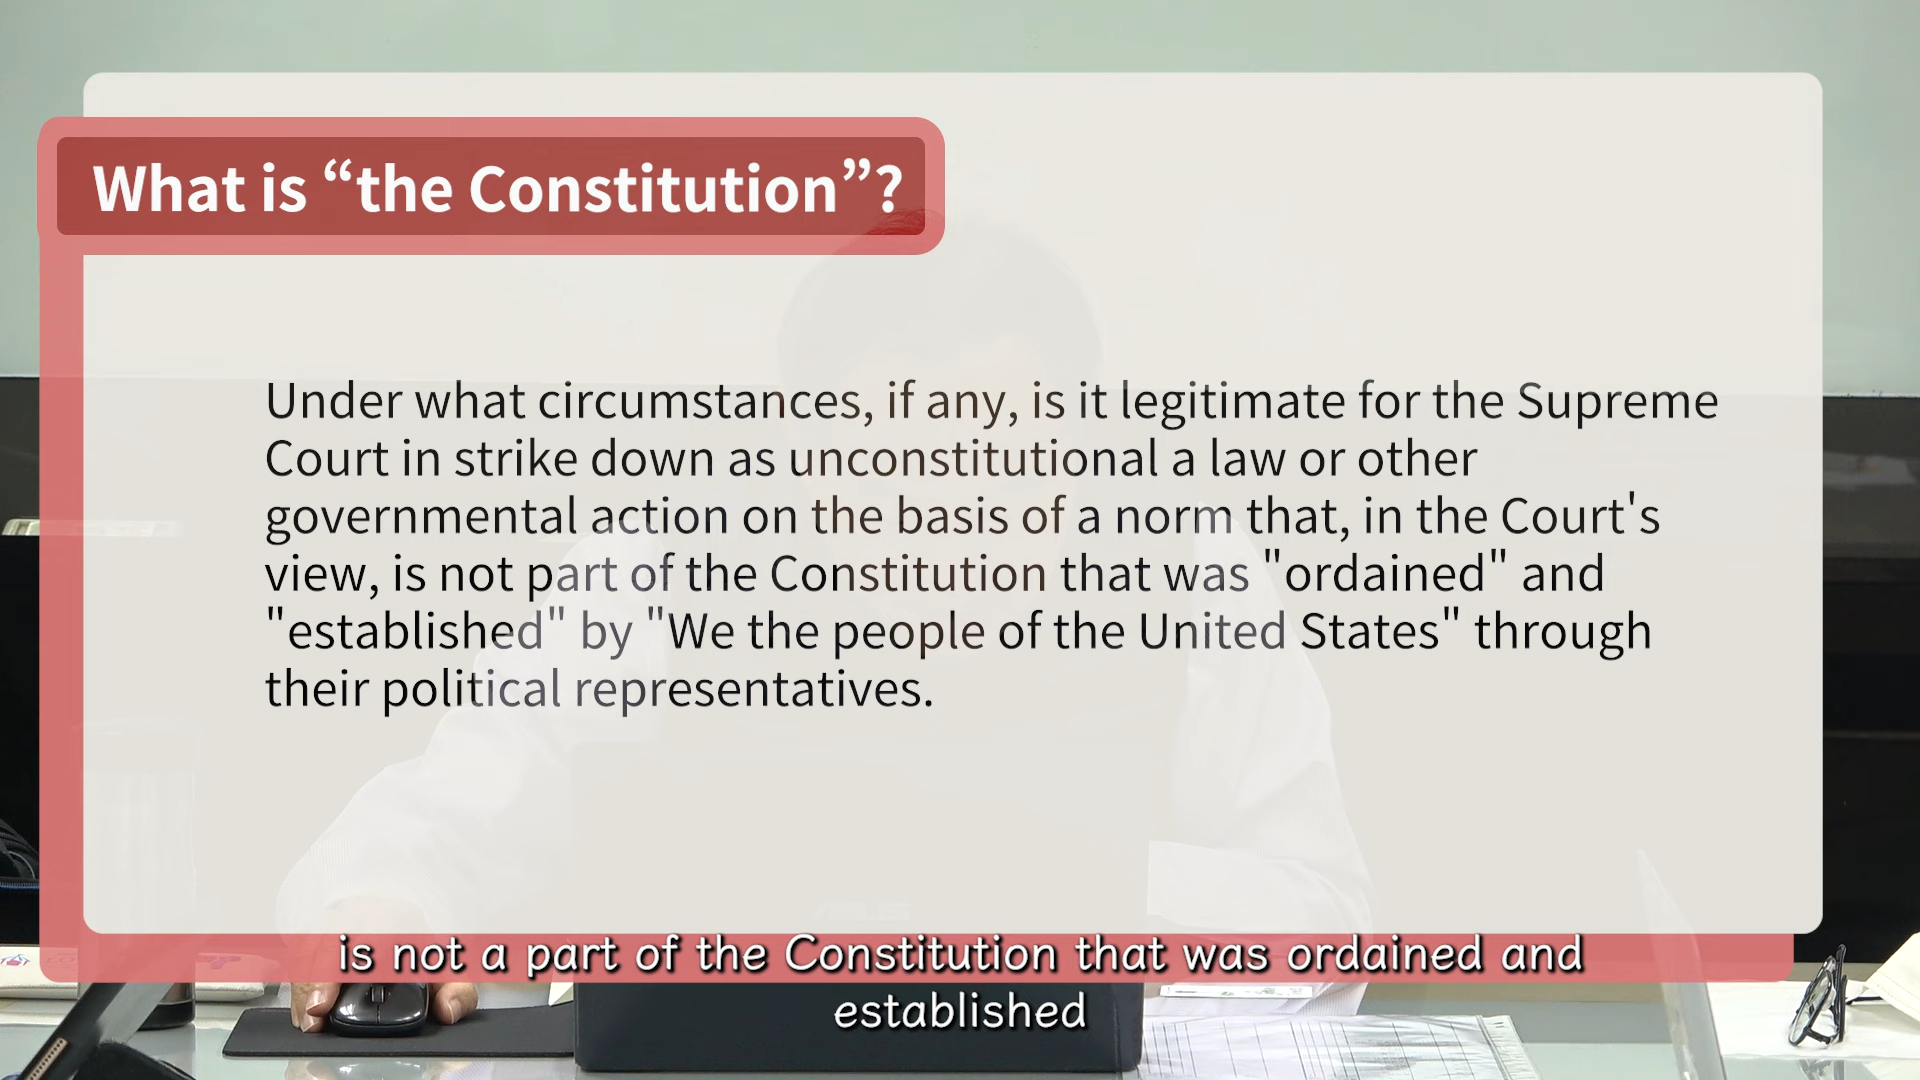 What is “the Constitution”?
Under what circumstances, if any, is it legitimate for the Supreme
Court in strike down as unconstitutional a law or other
governmental action on the basis of a norm that, in the Court's
view, is not part of the Constitution that was "ordained" and
"established" by "We the people of the United States" through
their political representatives.
is not a part of the Constitution that was ordained and
established